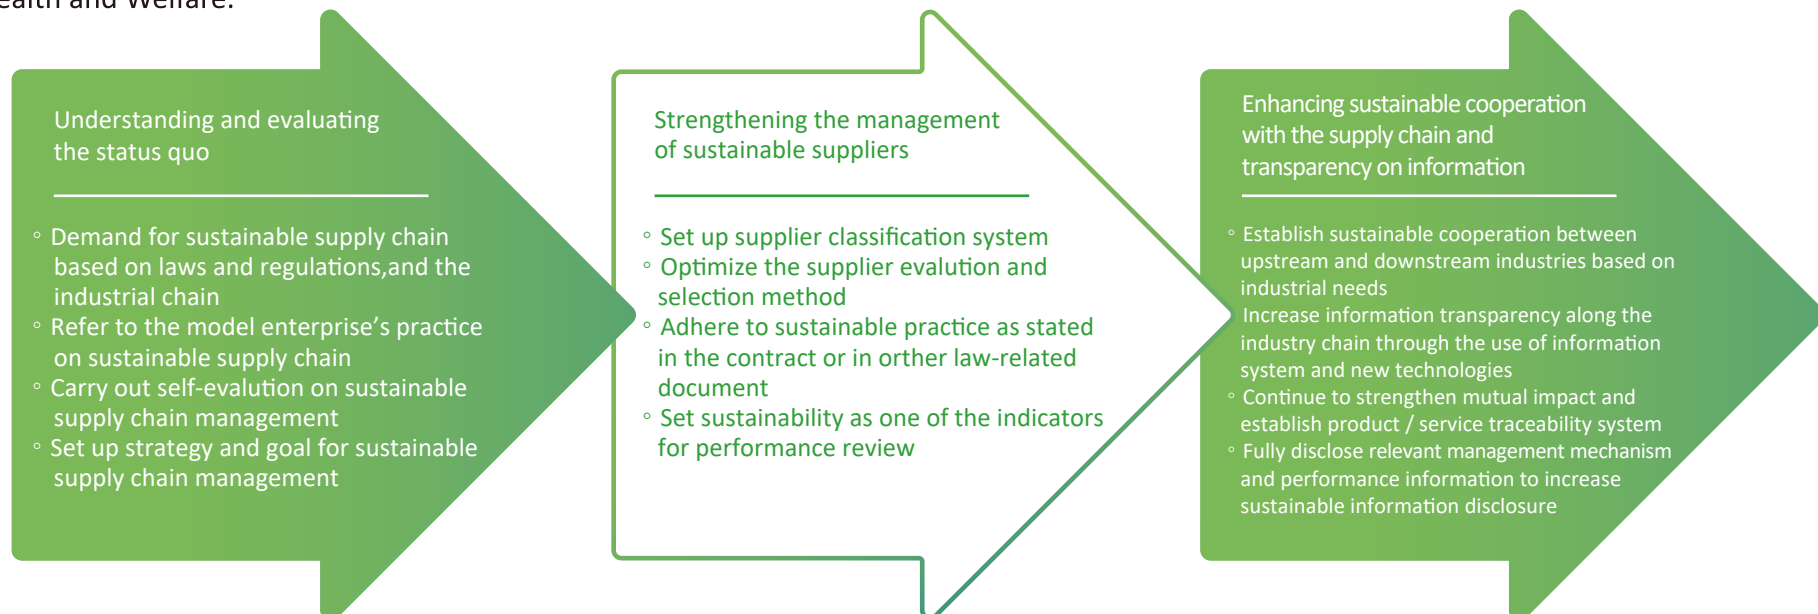 ealth and Welfare.
Understanding and evaluating
the status quo
◦ Demand for sustainable supply chain
based on laws and regulations,and the
industrial chain
◦ Refer to the model enterprise’s practice
on sustainable supply chain
◦ Carry out self-evalution on sustainable
supply chain management
◦ Set up strategy and goal for sustainable
supply chain management
Strengthening the management
of sustainable suppliers
◦ Set up supplier classification system
◦ Optimize the supplier evalution and
selection method
◦ Adhere to sustainable practice as stated
in the contract or in orther law-related
document
◦ Set sustainability as one of the indicators
for performance review
Enhancing sustainable cooperation
with the supply chain and
transparency on information
◦ Establish sustainable cooperation between
upstream and downstream industries based on
industrial needs
◦ Increase information transparency along the
industry chain through the use of information
system and new technologies
◦ Continue to strengthen mutual impact and
establish product / service traceability system
◦ Fully disclose relevant management mechanism
and performance information to increase
sustainable information disclosure